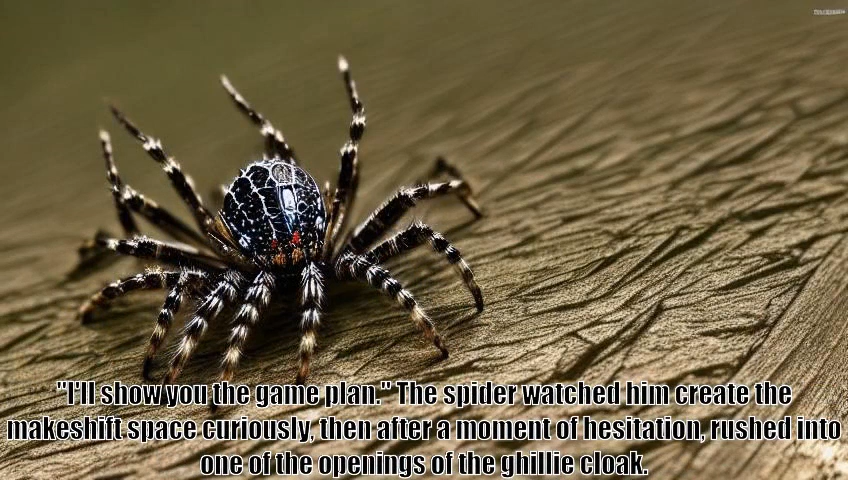 "I'll show you the game plan." The spider watched him create the
makeshift space curiously, then after a moment of hesitation, rushed into
one of the openings of the ghillie cloak.